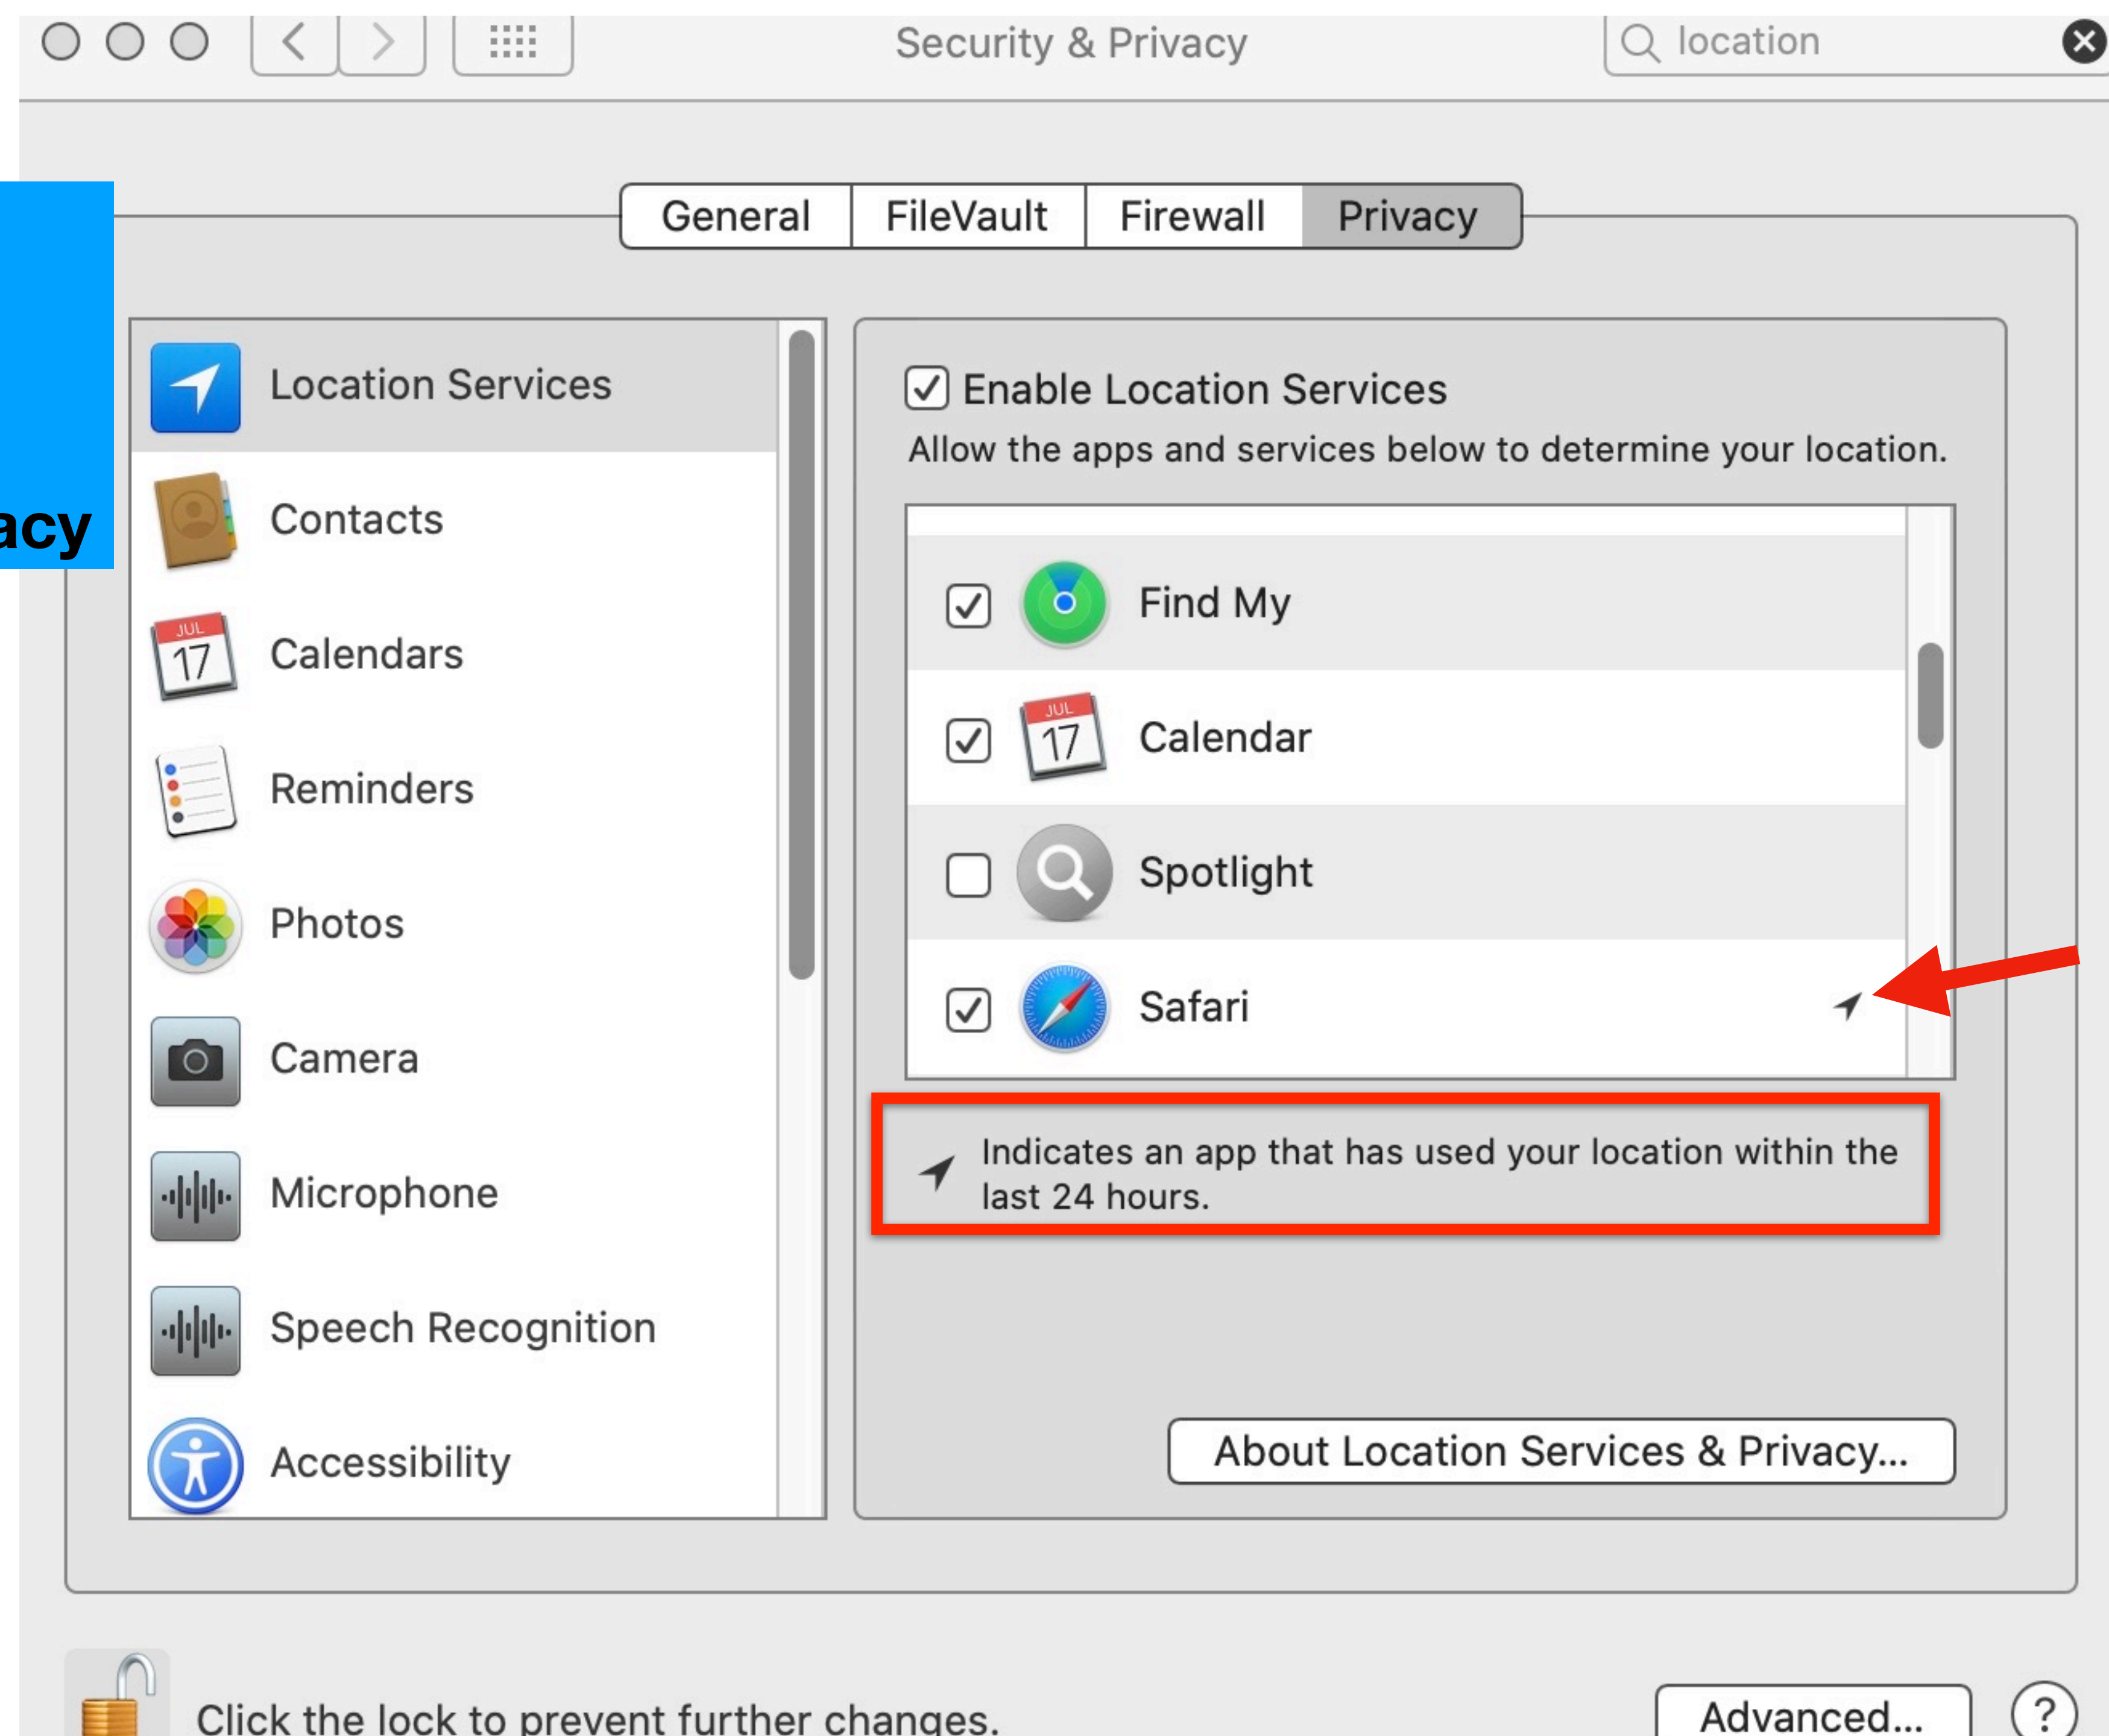 Security & Privacy
location
General
FileVault
Firewall
Privacy
acy
Location Services
Contacts
JUL
17
Calendars
Reminders
Photos
Camera
Microphone
Speech Recognition
Accessibility
Enable Location Services
Allow the apps and services below to determine your location.
Find My
JUL
17
Calendar
Spotlight
Safari
Indicates an app that has used your location within the
last 24 hours.
About Location Services & Privacy...
Click the lock to prevent further changes.
Advanced...
?